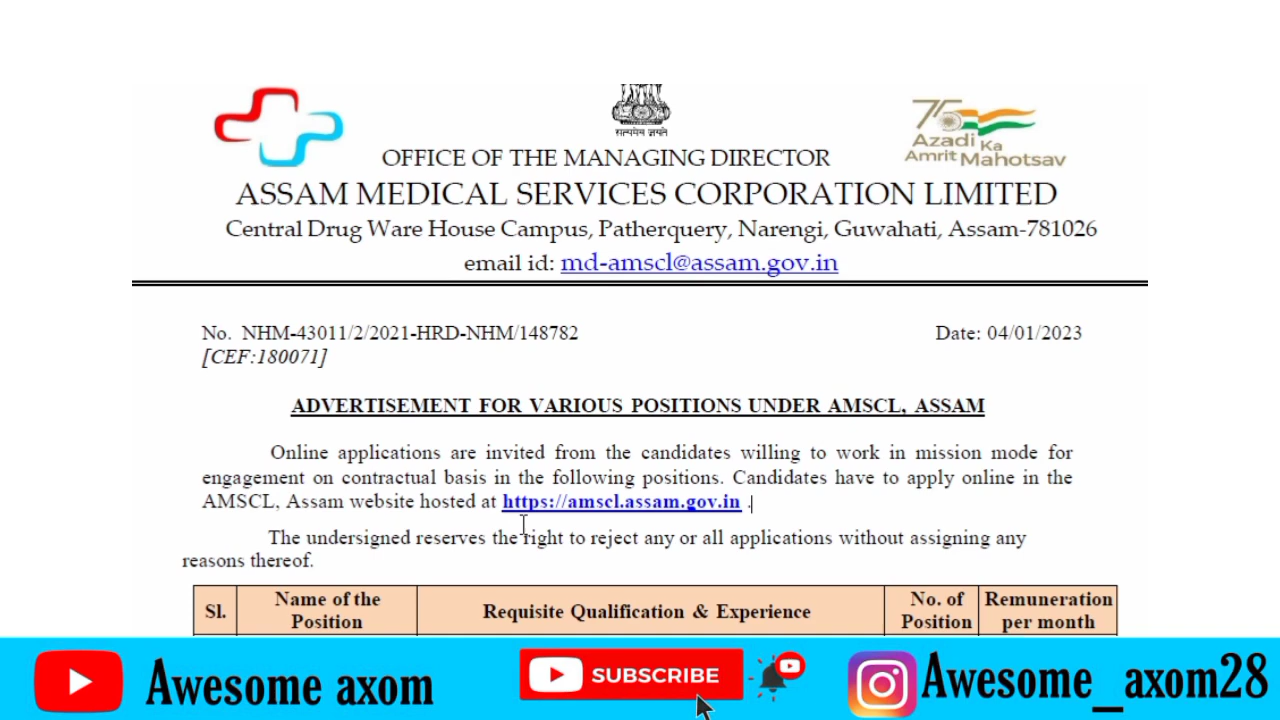 सत्यमेव जयते
75
Azadi Ka
Amrit Mahotsav
OFFICE OF THE MANAGING DIRECTOR
ASSAM MEDICAL SERVICES CORPORATION LIMITED
Central Drug Ware House Campus, Patherquery, Narengi, Guwahati, Assam-781026
email id: md-amscl@assam.gov.in
No. NHM-43011/2/2021-HRD-NHM/148782 Date: 04/01/2023
[CEF:180071]
ADVERTISEMENT FOR VARIOUS POSITIONS UNDER AMSCL, ASSAM
Online applications are invited from the candidates willing to work in mission mode for
engagement on contractual basis in the following positions. Candidates have to apply online in the
AMSCL, Assam website hosted at https://amscl.assam.gov.in .
The undersigned reserves the right to reject any or all applications without assigning any
reasons thereof.
Sl. Name of the Position Requisite Qualification & Experience No. of Position Remuneration per month
Awesome axom SUBSCRIBE Awesome_axom28